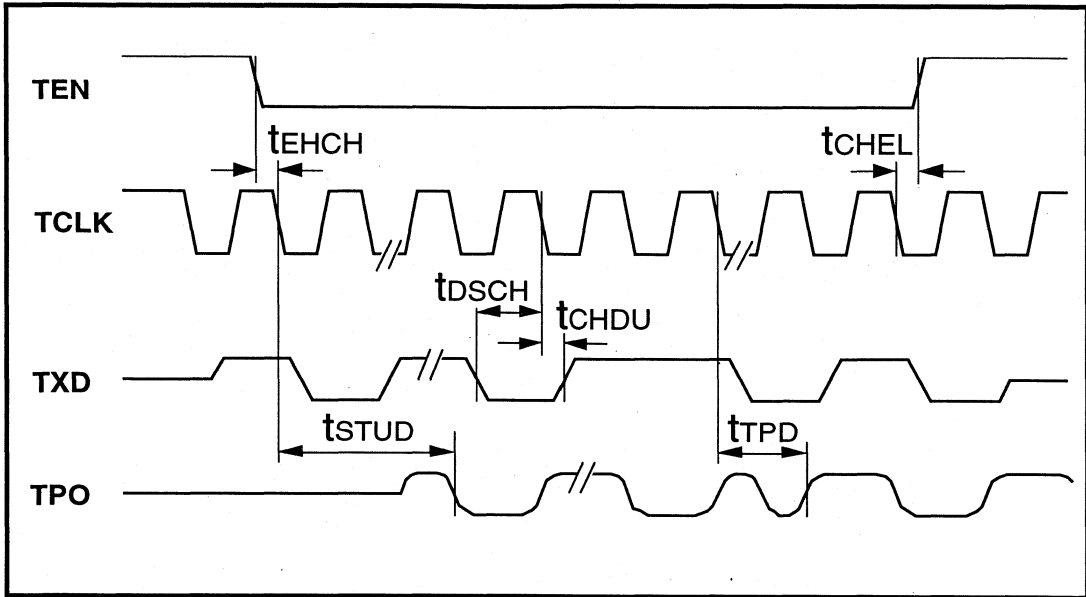 TEN
tEHCH
tCHEL
TCLK
tDSCH
tCHDU
TXD
tSTUD
tTPD
TPO